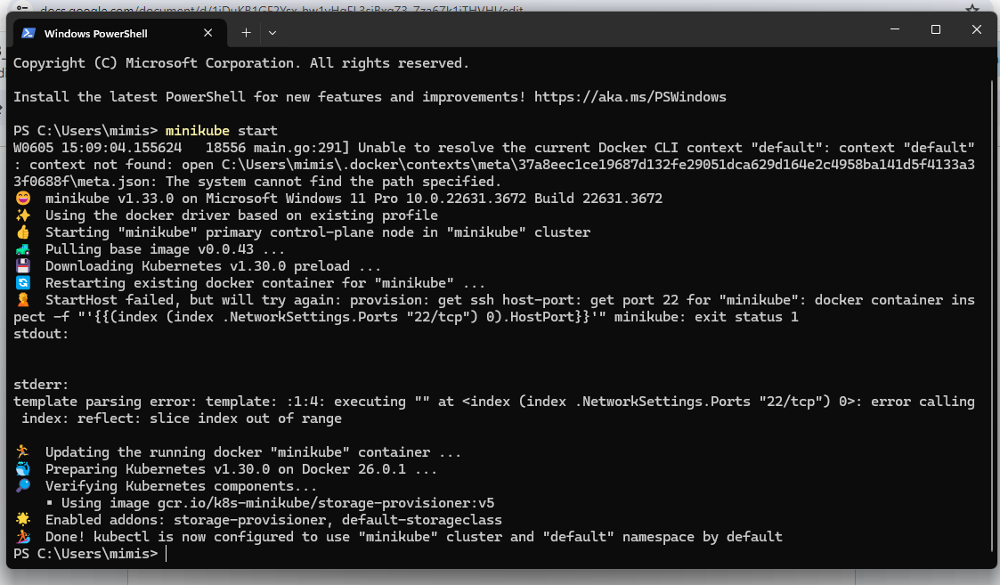 docs.google.com/document/d/
Windows PowerShell
Copyright (C) Microsoft Corporation. All rights reserved.
Install the latest PowerShell for new features and improvements! https://aka.ms/PSWindows
PS C:\Users\mimis> minikube start
W0605 15:09:04.155624   18556 main.go:291] Unable to resolve the current Docker CLI context "default": context "default"
: context not found: open C:\Users\mimis\.docker\contexts\meta\37a8eec1ce19687d132fe29051dca629d164e2c4958ba141d5f4133a3
3f0688f\meta.json: The system cannot find the path specified.
😄  minikube v1.33.0 on Microsoft Windows 11 Pro 10.0.22631.3672 Build 22631.3672
✨  Using the docker driver based on existing profile
👍  Starting "minikube" primary control-plane node in "minikube" cluster
🚜  Pulling base image v0.0.43 ...
💾  Downloading Kubernetes v1.30.0 preload ...
🔄  Restarting existing docker container for "minikube" ...
🤦  StartHost failed, but will try again: provision: get ssh host-port: get port 22 for "minikube": docker container ins
pect -f "'{{(index (index .NetworkSettings.Ports "22/tcp") 0).HostPort}}'" minikube: exit status 1
stdout:
stderr:
template parsing error: template: :1:4: executing "" at <index (index .NetworkSettings.Ports "22/tcp") 0>: error calling
 index: reflect: slice index out of range
🏃  Updating the running docker "minikube" container ...
🐳  Preparing Kubernetes v1.30.0 on Docker 26.0.1 ...
🔎  Verifying Kubernetes components...
    ▪ Using image gcr.io/k8s-minikube/storage-provisioner:v5
🌟  Enabled addons: storage-provisioner, default-storageclass
🏄  Done! kubectl is now configured to use "minikube" cluster and "default" namespace by default
PS C:\Users\mimis>